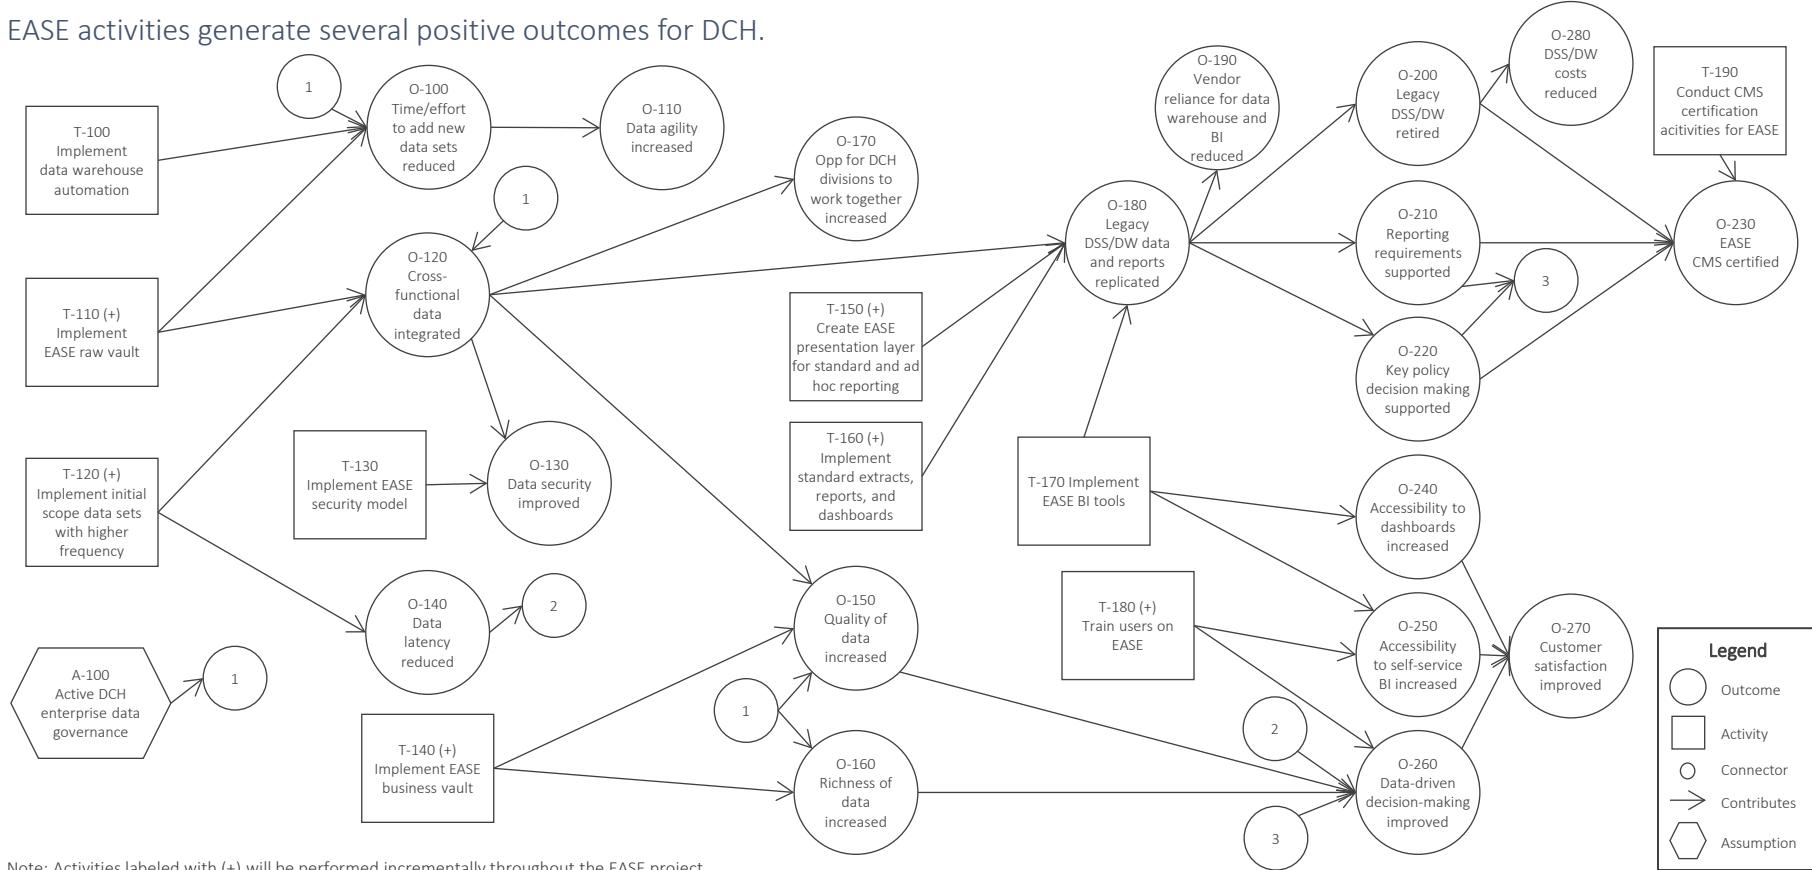 EASE activities generate several positive outcomes for DCH.
1
T-100
Implement
data warehouse
automation
O-100
Time/effort
to add new
data sets
reduced
O-110
Data agility
increased
1
T-110 (+)
Implement
EASE raw vault
O-120
Cross-
functional
data
integrated
O-170
Opp for DCH
divisions to
work together
increased
T-120 (+)
Implement initial
scope data sets
with higher
frequency
T-130
Implement EASE
security model
O-130
Data security
improved
O-140
Data
latency
reduced
2
A-100
Active DCH
enterprise data
governance
1
T-140 (+)
Implement EASE
business vault
T-150 (+)
Create EASE
presentation layer
for standard and ad
hoc reporting
T-160 (+)
Implement
standard extracts,
reports, and
dashboards
O-150
Quality of
data
increased
1
O-160
Richness of
data
increased
O-180
Legacy
DSS/DW data
and reports
replicated
O-190
Vendor
reliance for data
warehouse and
BI
reduced
O-200
Legacy
DSS/DW
retired
O-280
DSS/DW
costs
reduced
T-190
Conduct CMS
certification
acitivities for EASE
O-210
Reporting
requirements
supported
3
O-230
EASE
CMS certified
O-220
Key policy
decision making
supported
T-170 Implement
EASE BI tools
O-240
Accessibility to
dashboards
increased
T-180 (+)
Train users on
EASE
O-250
Accessibility
to self-service
BI increased
O-270
Customer
satisfaction
improved
2
O-260
Data-driven
decision-making
improved
3
Legend
Outcome
Activity
Connector
Contributes
Assumption
Note: Activities labeled with (+) will be performed incrementally throughout the EASE project